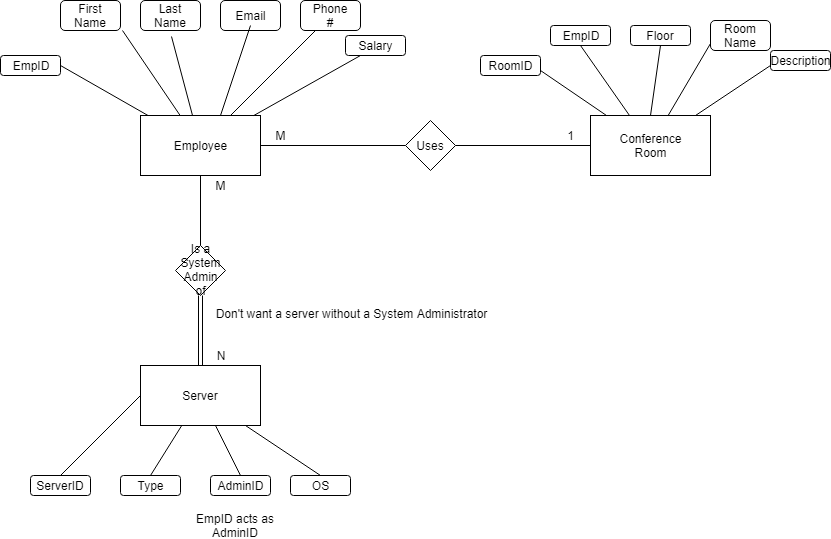 First
Name
Last
Name
Email
Phone
#
Salary
EmpID
EmpID
Floor
Room
Name
RoomID
Description
Employee
M
Uses
1
Conference
Room
M
Is a
System
Admin
of
Don't want a server without a System Administrator
N
Server
ServerID
Type
AdminID
OS
EmpID acts as
AdminID